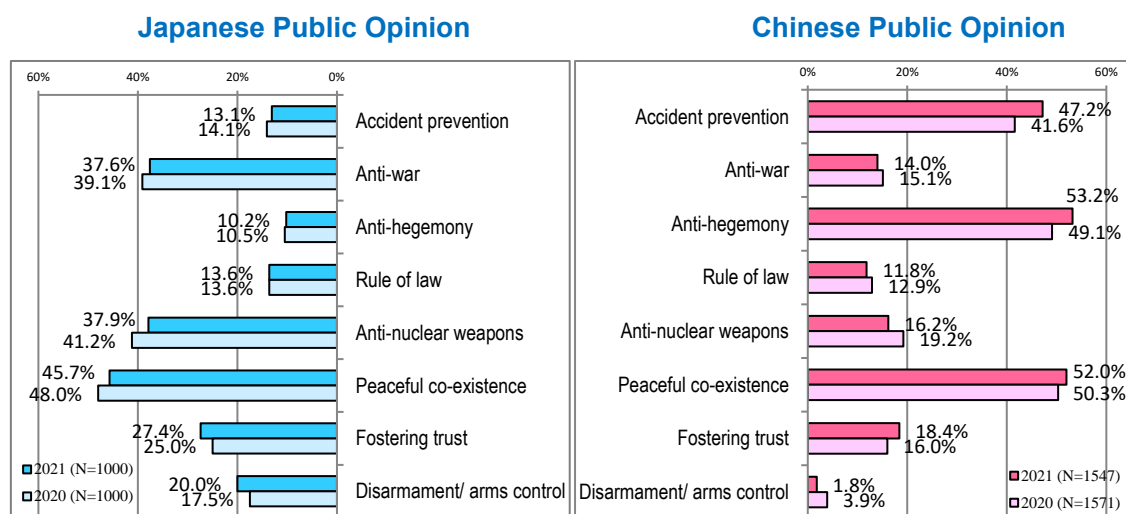 Japanese Public Opinion
60% 40% 20% 0%
13.1%
14.1%
Accident prevention
37.6%
39.1%
Anti-war
10.2%
10.5%
Anti-hegemony
13.6%
13.6%
Rule of law
37.9%
41.2%
Anti-nuclear weapons
45.7%
48.0%
Peaceful co-existence
27.4%
25.0%
Fostering trust
20.0%
17.5%
Disarmament/ arms control
2021 (N=1000)
2020 (N=1000)
Chinese Public Opinion
0% 20% 40% 60%
Accident prevention
47.2%
41.6%
Anti-war
14.0%
15.1%
Anti-hegemony
53.2%
49.1%
Rule of law
11.8%
12.9%
Anti-nuclear weapons
16.2%
19.2%
Peaceful co-existence
52.0%
50.3%
Fostering trust
18.4%
16.0%
Disarmament/ arms control
1.8%
3.9%
2021 (N=1547)
2020 (N=1571)